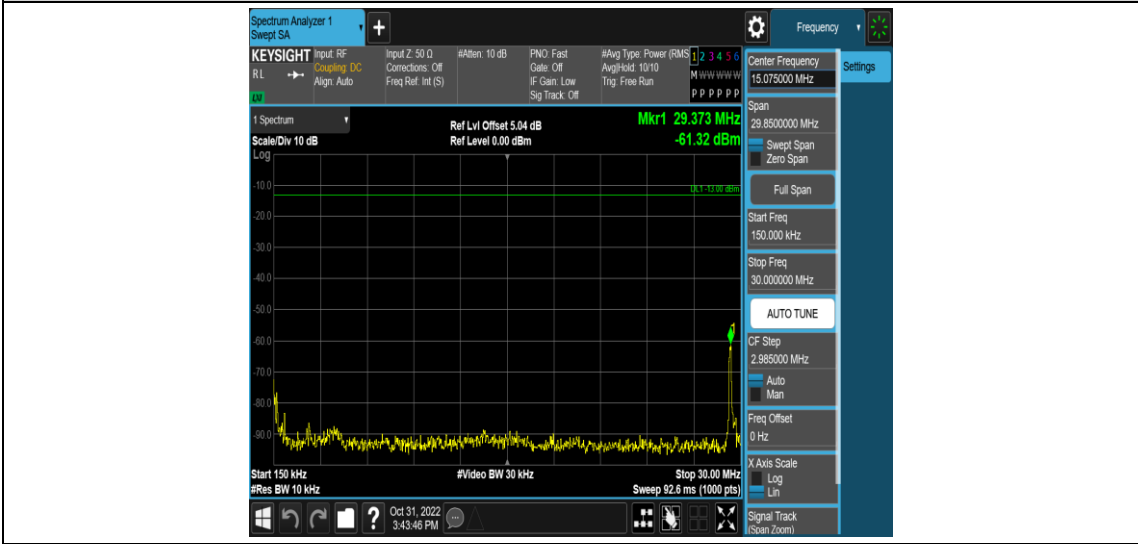 Spectrum Analyzer 1
Swept SA
+
Frequency
KEYSIGHT
R L
Input: RF
Coupling: DC
Align: Auto
Input Z: 50 Ω
Corrections: Off
Freq Ref: Int (S)
#Atten: 10 dB
PNO: Fast
Gate: Off
IF Gain: Low
Sig Track: Off
#Avg Type: Power (RMS
Avg|Hold: 10/10
Trig: Free Run
1 2 3 4 5 6
M W W W W W
P P P P P P
1 Spectrum
Scale/Div 10 dB
Log
Ref Lvl Offset 5.04 dB
Ref Level 0.00 dBm
Mkr1 29.373 MHz
-61.32 dBm
DL1 -13.00 dBm
-10.0
-20.0
-30.0
-40.0
-50.0
-60.0
-70.0
-80.0
-90.0
Start 150 kHz
#Res BW 10 kHz
#Video BW 30 kHz
Stop 30.00 MHz
Sweep 92.6 ms (1000 pts)
Center Frequency
15.075000 MHz
Settings
Span
29.8500000 MHz
Swept Span
Zero Span
Full Span
Start Freq
150.000 kHz
Stop Freq
30.000000 MHz
AUTO TUNE
CF Step
2.985000 MHz
Auto
Man
Freq Offset
0 Hz
X Axis Scale
Log
Lin
Signal Track
(Span Zoom)
?
Oct 31, 2022
3:43:46 PM